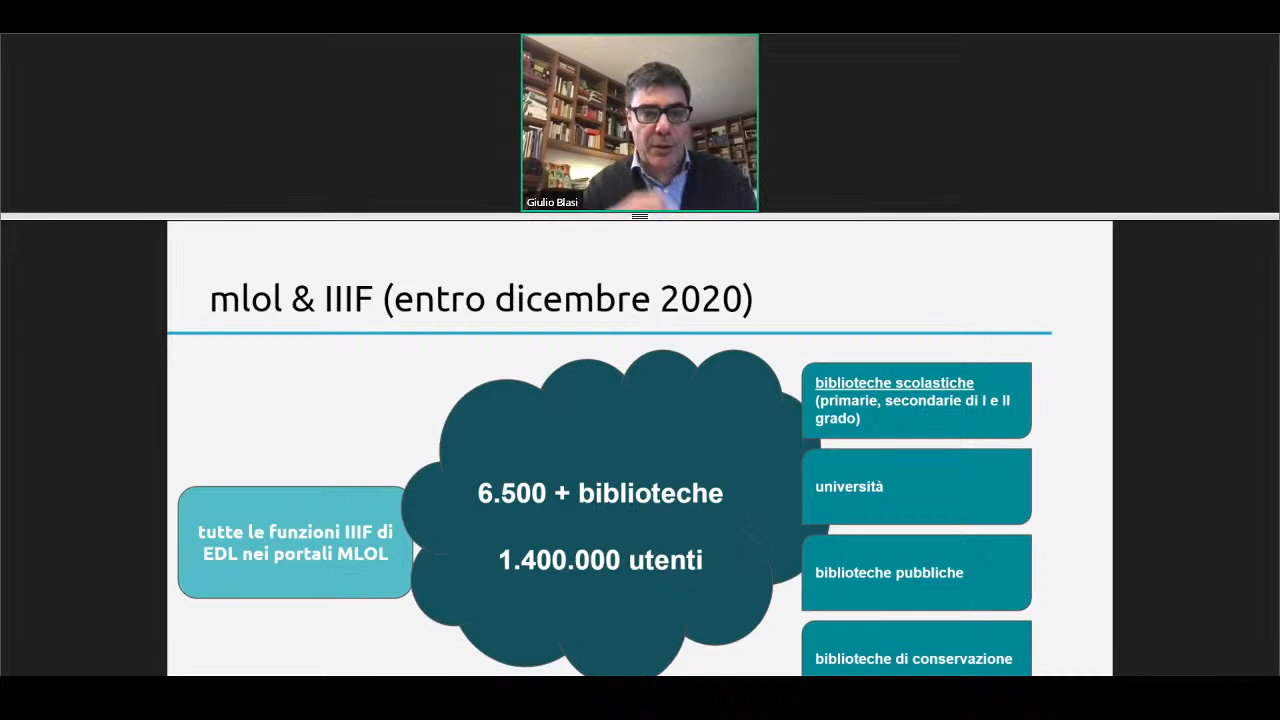 Giulio Blasi
mlol & IIIF (entro dicembre 2020)
tutte le funzioni IIIF di
EDL nei portali MLOL
6.500 + biblioteche
1.400.000 utenti
biblioteche scolastiche
(primarie, secondarie di I e II
grado)
università
biblioteche pubbliche
biblioteche di conservazione